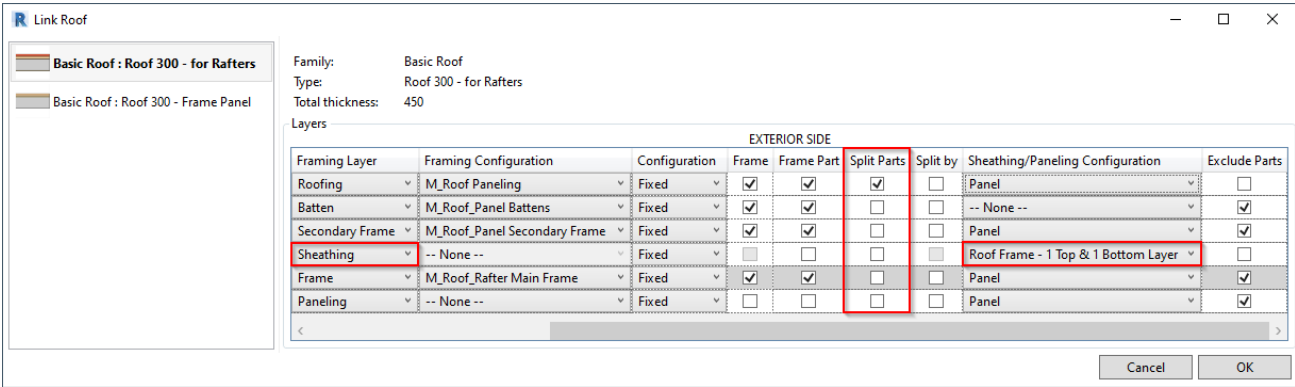 Link Roof
Basic Roof : Roof 300 - for Rafters
Basic Roof : Roof 300 - Frame Panel
Family: Basic Roof
Type: Roof 300 - for Rafters
Total thickness: 450
Layers
EXTERIOR SIDE
Framing Layer Framing Configuration Configuration Frame Frame Part Split Parts Split by Sheathing/Paneling Configuration Exclude Parts
Roofing M_Roof Paneling Fixed Panel
Batten M_Roof_Panel Battens Fixed -- None --
Secondary Frame M_Roof_Panel Secondary Frame Fixed Panel
Sheathing -- None -- Fixed Roof Frame - 1 Top & 1 Bottom Layer
Frame M_Roof_Rafter Main Frame Fixed Panel
Paneling -- None -- Fixed Panel
Cancel OK